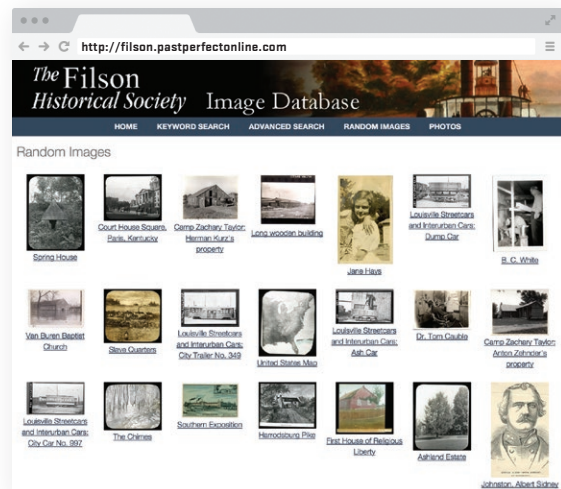 http://filson.pastperfectonline.com
The Filson
Historical Society Image Database
HOME KEYWORD SEARCH ADVANCED SEARCH RANDOM IMAGES PHOTOS
Random Images
Spring House
Court House Square,
Paris, Kentucky
Camp Zachary Taylor:
Herman Kurz's
property
Long wooden building
Jane Hays
Louisville Streetcars
and Interurban Cars:
Dump Car
B. C. White
Van Buren Baptist
Church
Slave Quarters
Louisville Streetcars
and Interurban Cars:
City Trailer No. 349
United States Map
Louisville Streetcars
and Interurban Cars:
Ash Car
Dr. Tom Cauble
Camp Zachary Taylor:
Anton Zehnder's
property
Louisville Streetcars
and Interurban Cars:
City Car No. 997
The Chimes
Southern Exposition
Harrodsburg Pike
First House of Religious
Liberty
Ashland Estate
Johnston, Albert Sidney